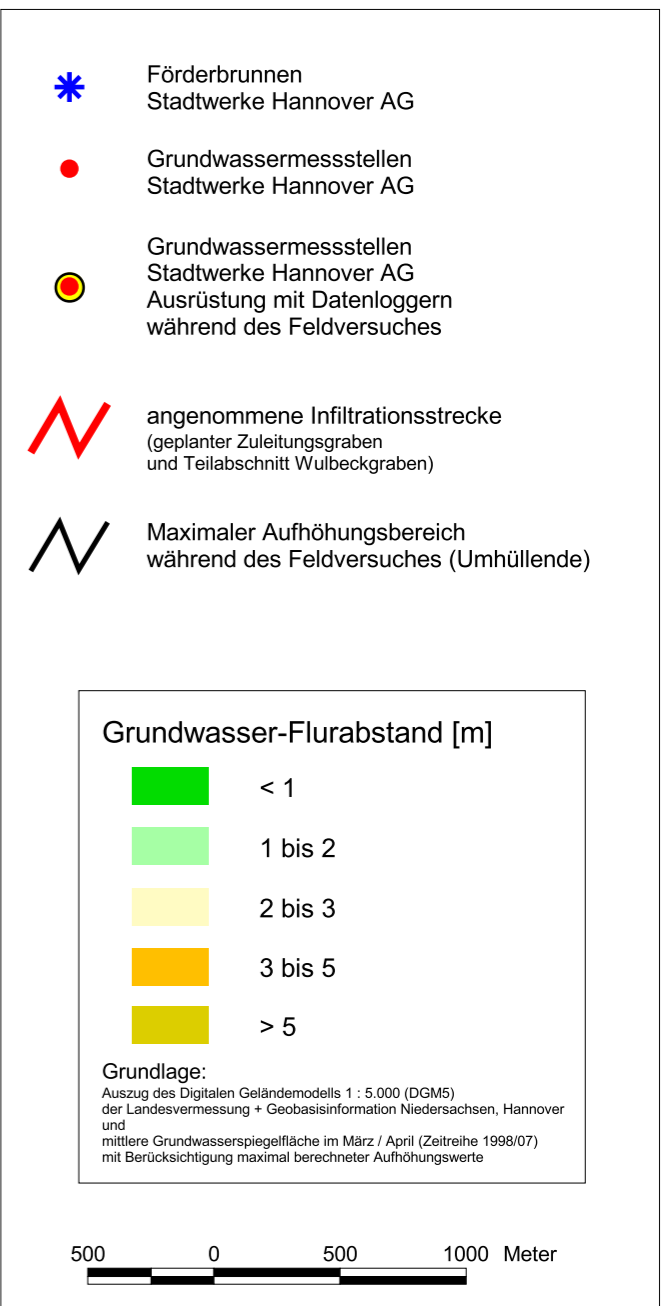 Förderbrunnen
Stadtwerke Hannover AG
Grundwassermessstellen
Stadtwerke Hannover AG
Grundwassermessstellen
Stadtwerke Hannover AG
Ausrüstung mit Datenloggern
während des Feldversuches
angenommene Infiltrationsstrecke
(geplanter Zuleitungsgraben
und Teilabschnitt Wulbeckgraben)
Maximaler Aufhöhungsbereich
während des Feldversuches (Umhüllende)
Grundwasser-Flurabstand [m]
< 1
1 bis 2
2 bis 3
3 bis 5
> 5
Grundlage:
Auszug des Digitalen Geländemodells 1 : 5.000 (DGM5)
der Landesvermessung + Geobasisinformation Niedersachsen, Hannover
und
mittlere Grundwasserspiegelfläche im März / April (Zeitreihe 1998/07)
mit Berücksichtigung maximal berechneter Aufhöhungswerte
500 0 500 1000 Meter